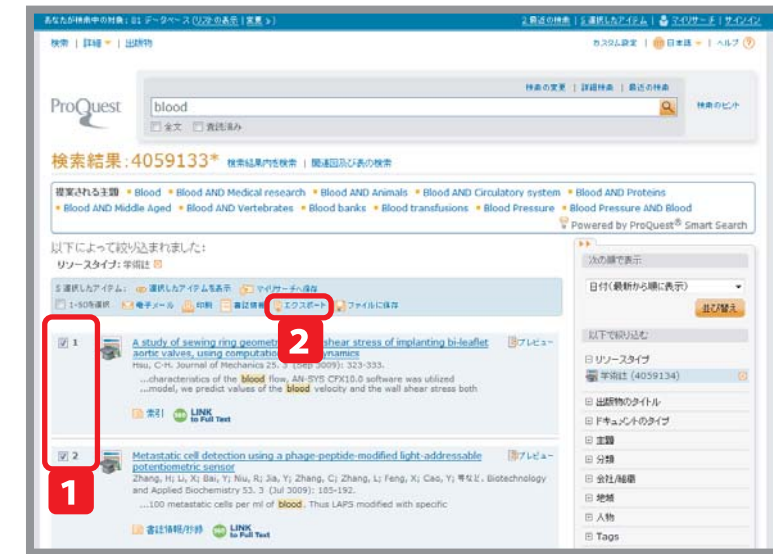 あなたが検索中の対象: 81 データベース (リストの表示 | 変更 »)
2 最近の検索 | 5 選択したアイテム | マイリサーチ | サインイン
検索 | 詳細 | 出版物
カスタム設定 | 日本語 | ヘルプ
検索の変更 | 詳細検索 | 最近の検索
ProQuest
blood
検索のヒント
全文 査読済み
検索結果:4059133* 検索結果内を検索 | 関連図及び表の検索
提案される主題 Blood Blood AND Medical research Blood AND Animals Blood AND Circulatory system Blood AND Proteins
Blood AND Middle Aged Blood AND Vertebrates Blood banks Blood transfusions Blood Pressure Blood Pressure AND Blood
Powered by ProQuest® Smart Search
以下によって絞り込まれました:
リソースタイプ: 学術誌
5 選択したアイテム: 選択したアイテムを表示 マイリサーチへ保存
1-50を選択 電子メール 印刷 書誌情報 エクスポート ファイルに保存
2
1
A study of sewing ring geomet shear stress of implanting bi-leaflet
プレビュー
aortic valves, using computatio namics
Hsu, C-H. Journal of Mechanics 25. 3 (Sep 3009): 323-333.
...characteristics of the blood flow, AN-SYS CFX10.0 software was utilized
...model, we predict values of the blood velocity and the wall shear stress both
索引 LINK to Full Text
2
Metastatic cell detection using a phage-peptide-modified light-addressable
プレビュー
potentiometric sensor
Zhang, H; Li, X; Bai, Y; Niu, R; Jia, Y; Zhang, C; Zhang, L; Feng, X; Cao, Y; 等など. Biotechnology
and Applied Biochemistry 53. 3 (Jul 3009): 185-192.
...100 metastatic cells per ml of blood. Thus LAPS modified with specific
1
書誌情報/抄録 LINK to Full Text
次の順で表示
日付(最新から順に表示)
並び替え
以下で絞り込む
リソースタイプ
学術誌 (4059134)
出版物のタイトル
ドキュメントのタイプ
主題
分類
会社/組織
地域
人物
Tags